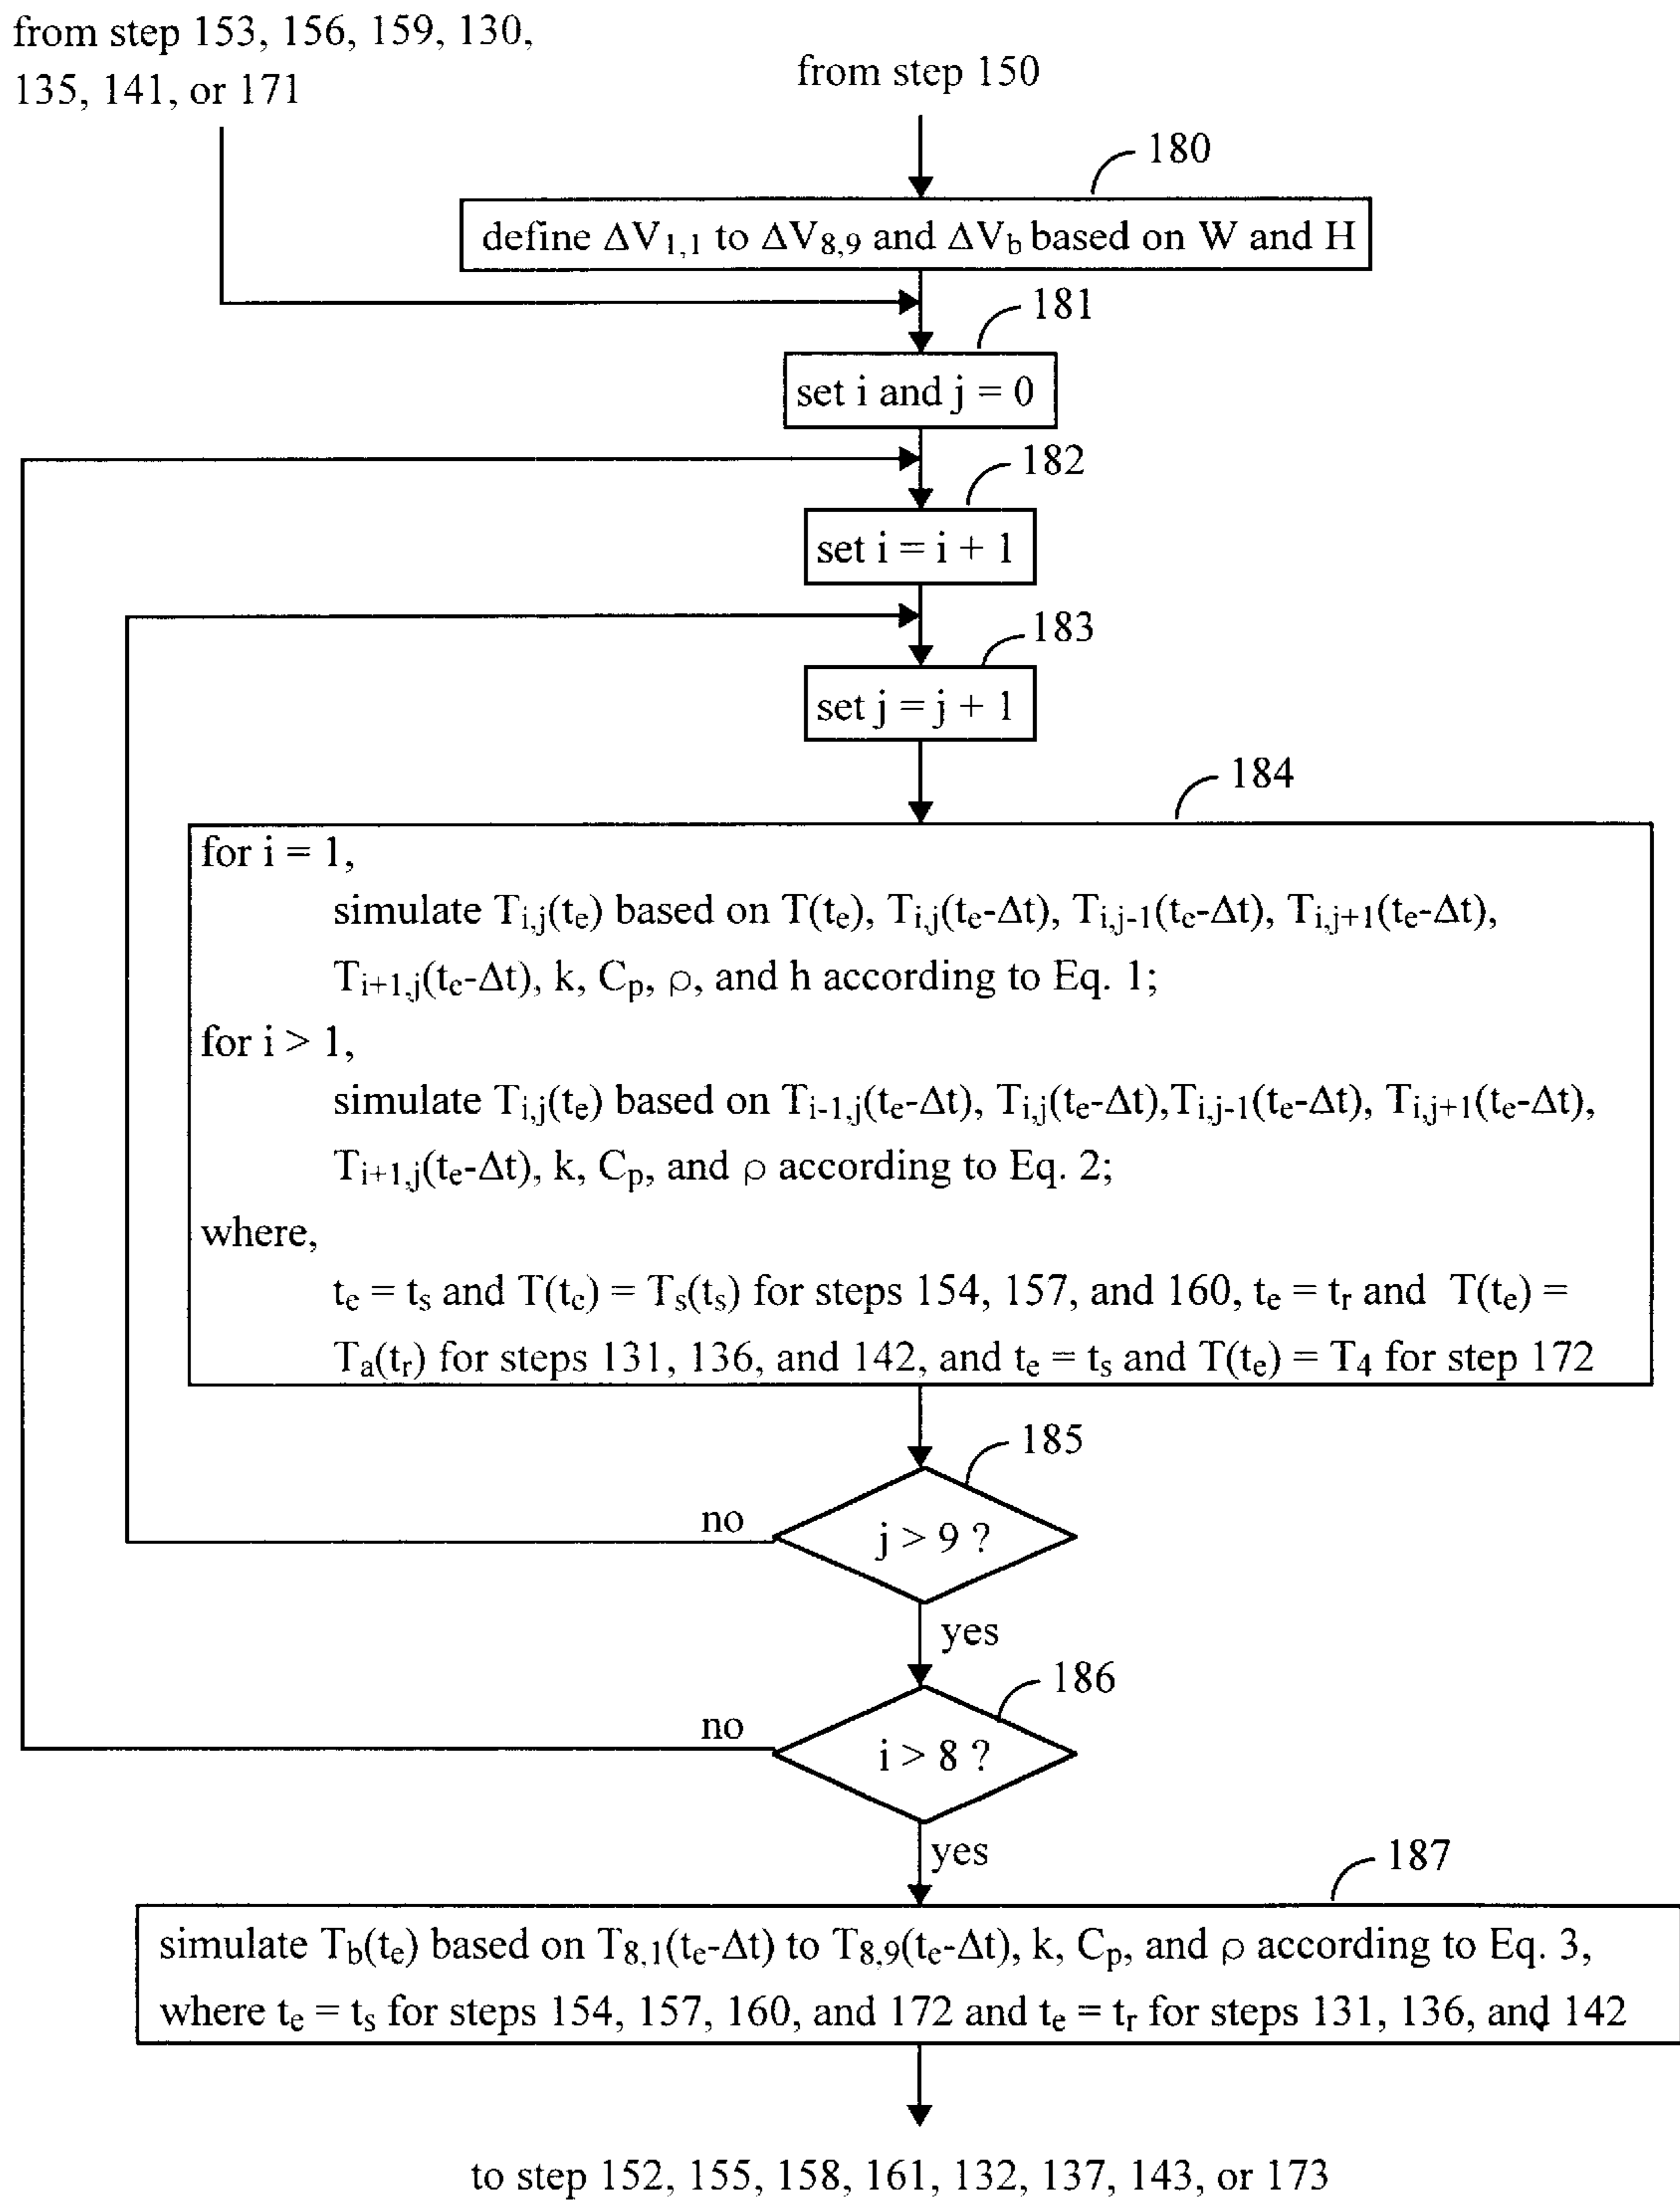 from step 153, 156, 159, 130,
135, 141, or 171
from step 150
180
define ΔV1,1 to ΔV8,9 and ΔVb based on W and H
181
set i and j = 0
182
set i = i + 1
183
set j = j + 1
184
for i = 1,
simulate Ti,j(te) based on T(te), Ti,j(te-Δt), Ti,j-1(te-Δt), Ti,j+1(te-Δt),
Ti+1,j(te-Δt), k, Cp, ρ, and h according to Eq. 1;
for i > 1,
simulate Ti,j(te) based on Ti-1,j(te-Δt), Ti,j(te-Δt),Ti,j-1(te-Δt), Ti,j+1(te-Δt),
Ti+1,j(te-Δt), k, Cp, and ρ according to Eq. 2;
where,
te = ts and T(te) = Ts(ts) for steps 154, 157, and 160, te = tr and T(te) =
Ta(tr) for steps 131, 136, and 142, and te = ts and T(te) = T4 for step 172
185
j > 9 ?
no
yes
186
i > 8 ?
no
yes
187
simulate Tb(te) based on T8,1(te-Δt) to T8,9(te-Δt), k, Cp, and ρ according to Eq. 3,
where te = ts for steps 154, 157, 160, and 172 and te = tr for steps 131, 136, and 142
to step 152, 155, 158, 161, 132, 137, 143, or 173